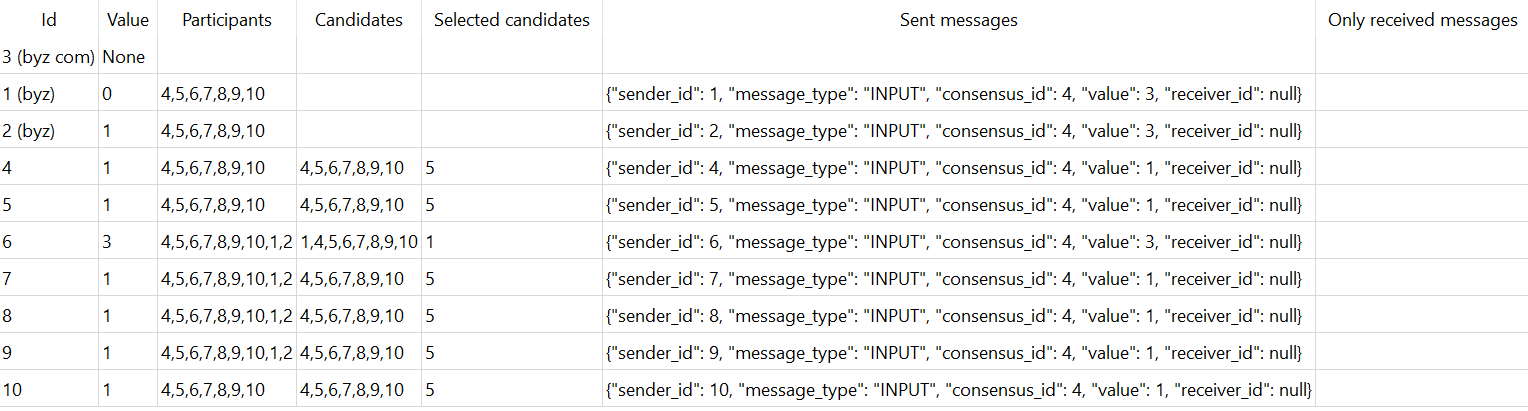 Id Value Participants Candidates Selected candidates Sent messages Only received messages
3 (byz com) None
1 (byz) 0 4,5,6,7,8,9,10 {"sender_id": 1, "message_type": "INPUT", "consensus_id": 4, "value": 3, "receiver_id": null}
2 (byz) 1 4,5,6,7,8,9,10 {"sender_id": 2, "message_type": "INPUT", "consensus_id": 4, "value": 3, "receiver_id": null}
4 1 4,5,6,7,8,9,10 4,5,6,7,8,9,10 5 {"sender_id": 4, "message_type": "INPUT", "consensus_id": 4, "value": 1, "receiver_id": null}
5 1 4,5,6,7,8,9,10 4,5,6,7,8,9,10 5 {"sender_id": 5, "message_type": "INPUT", "consensus_id": 4, "value": 1, "receiver_id": null}
6 3 4,5,6,7,8,9,10,1,2 1,4,5,6,7,8,9,10 1 {"sender_id": 6, "message_type": "INPUT", "consensus_id": 4, "value": 3, "receiver_id": null}
7 1 4,5,6,7,8,9,10,1,2 4,5,6,7,8,9,10 5 {"sender_id": 7, "message_type": "INPUT", "consensus_id": 4, "value": 1, "receiver_id": null}
8 1 4,5,6,7,8,9,10,1,2 4,5,6,7,8,9,10 5 {"sender_id": 8, "message_type": "INPUT", "consensus_id": 4, "value": 1, "receiver_id": null}
9 1 4,5,6,7,8,9,10,1,2 4,5,6,7,8,9,10 5 {"sender_id": 9, "message_type": "INPUT", "consensus_id": 4, "value": 1, "receiver_id": null}
10 1 4,5,6,7,8,9,10 4,5,6,7,8,9,10 5 {"sender_id": 10, "message_type": "INPUT", "consensus_id": 4, "value": 1, "receiver_id": null}